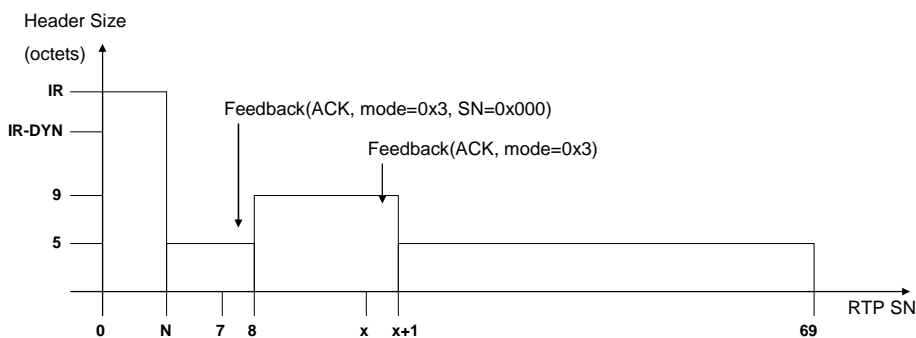 Header Size
(octets)
IR
Feedback(ACK, mode=0x3, SN=0x000)
IR-DYN
Feedback(ACK, mode=0x3)
9
5
RTP SN
0 N 7 8 x x+1 69